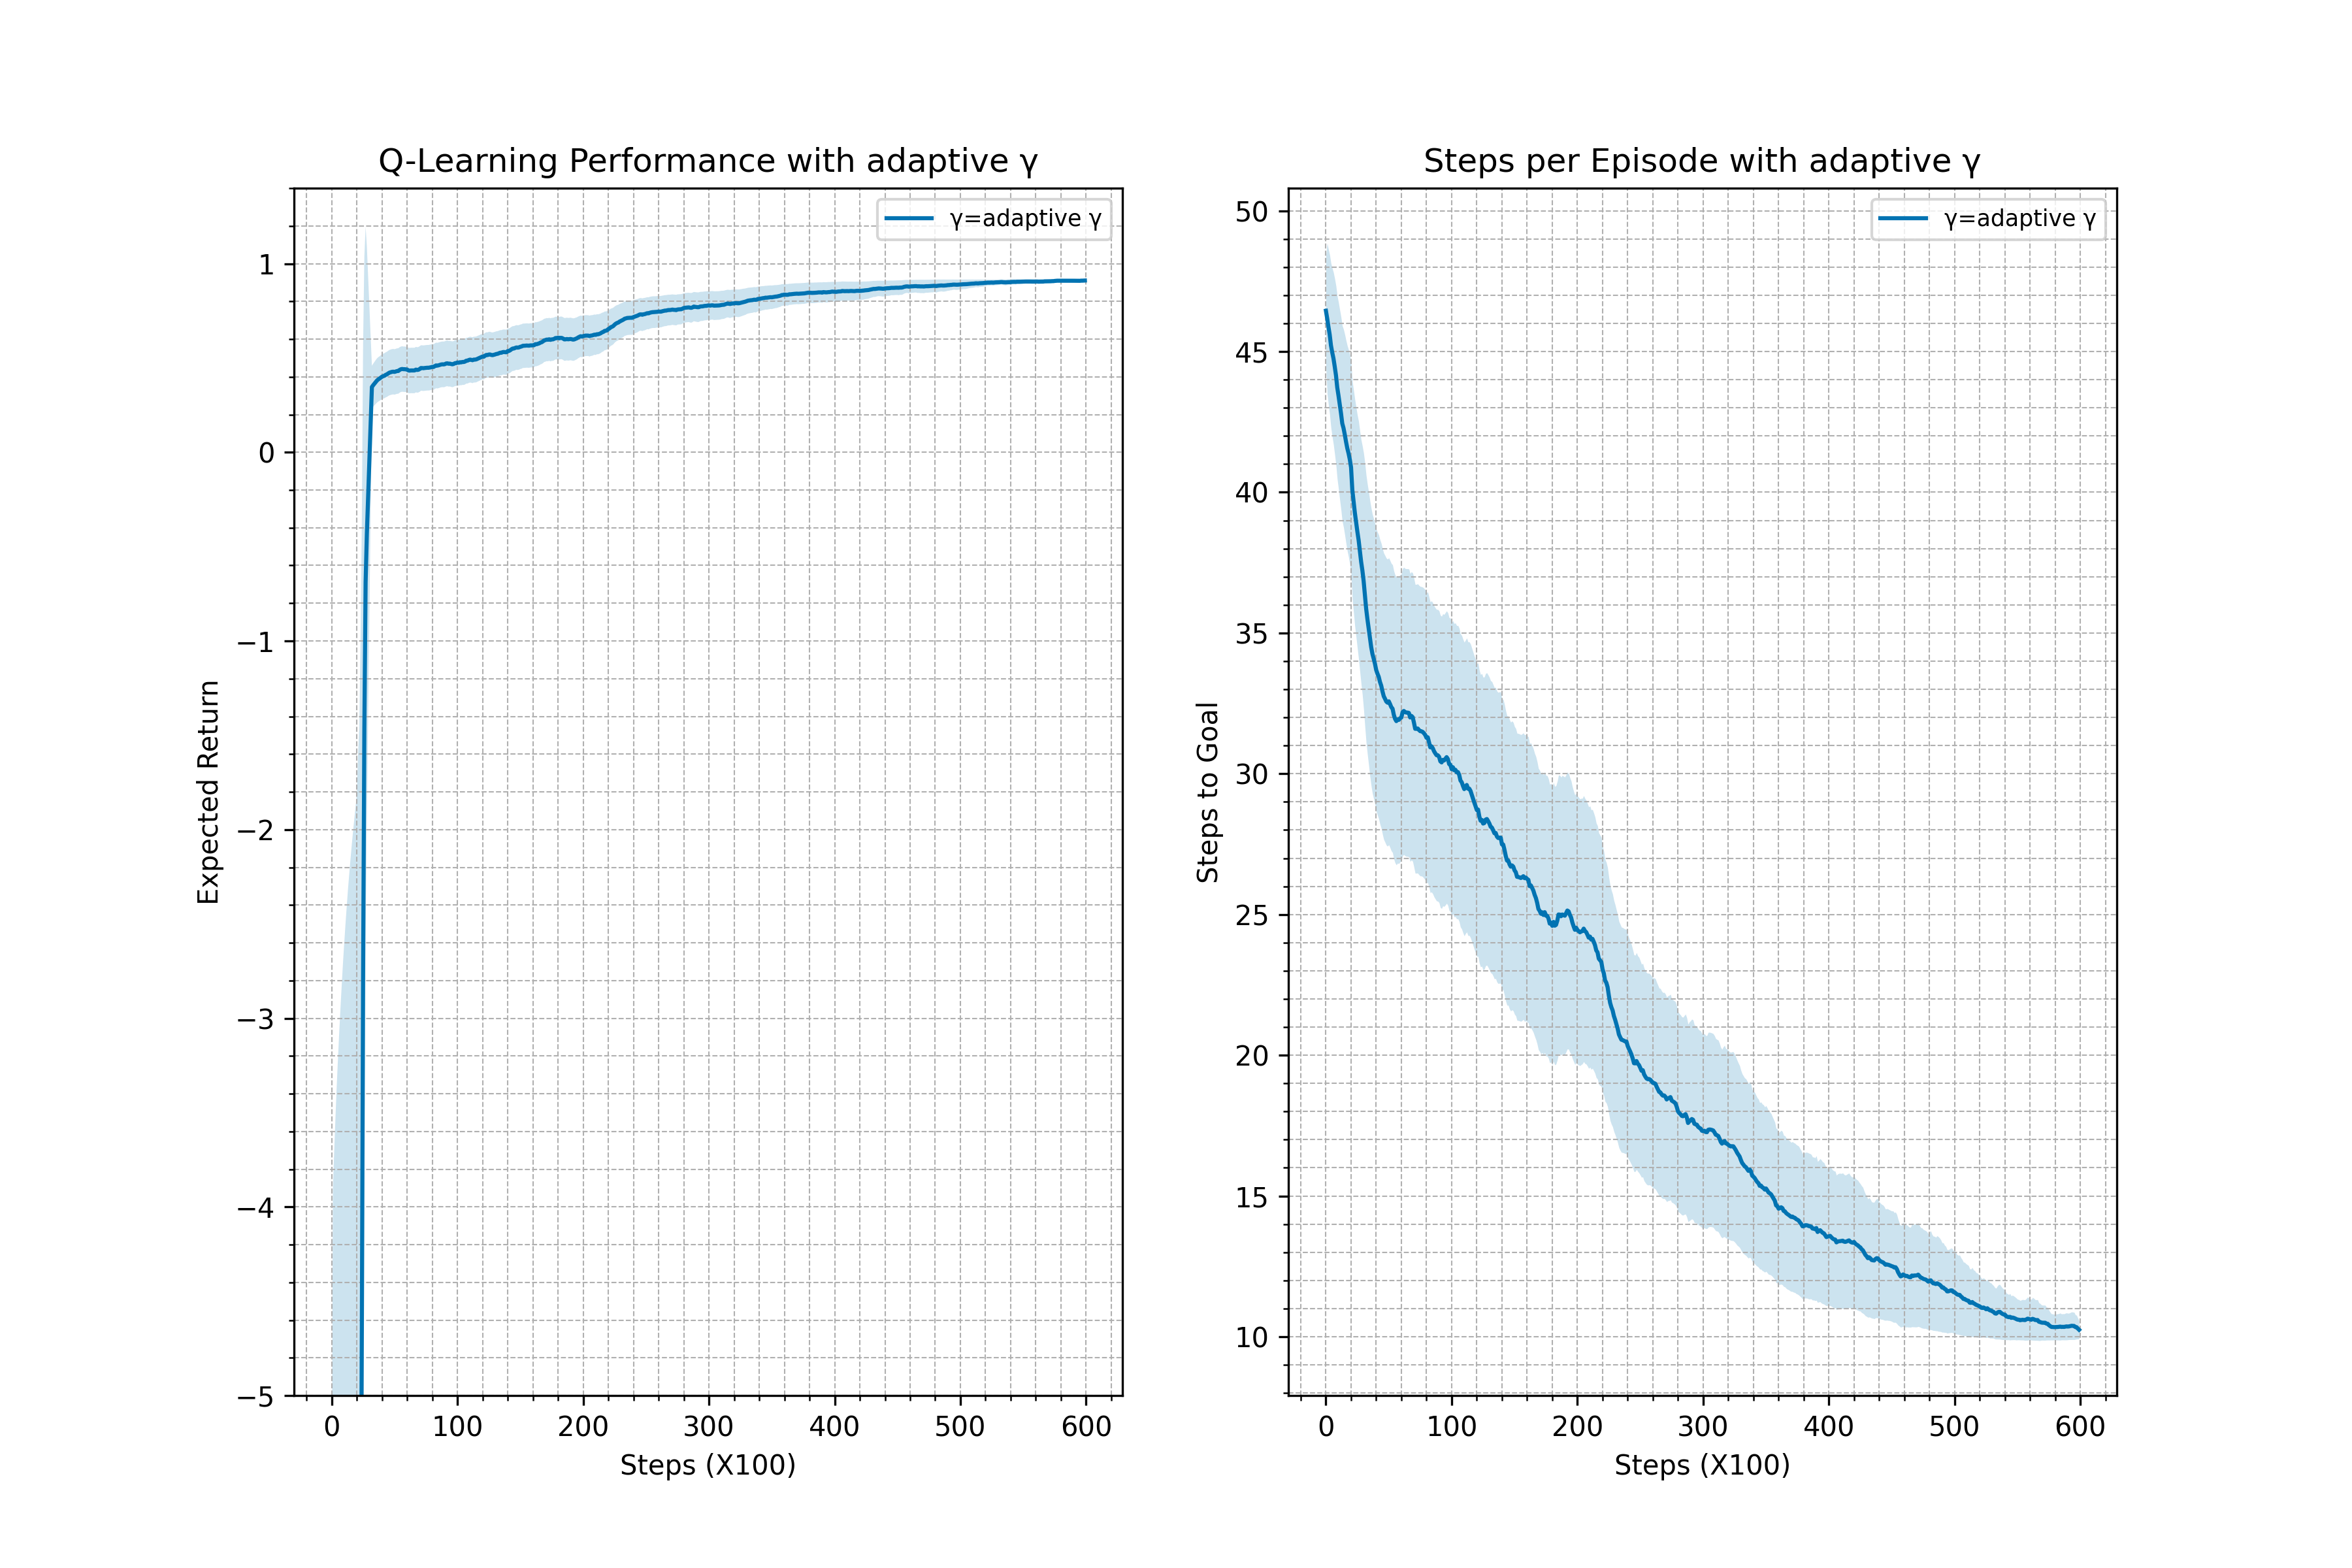 Q-Learning Performance with adaptive γ
γ=adaptive γ
1
0
−1
−2
−3
−4
−5
Expected Return
0 100 200 300 400 500 600
Steps (X100)
Steps per Episode with adaptive γ
γ=adaptive γ
50
45
40
35
30
25
20
15
10
Steps to Goal
0 100 200 300 400 500 600
Steps (X100)